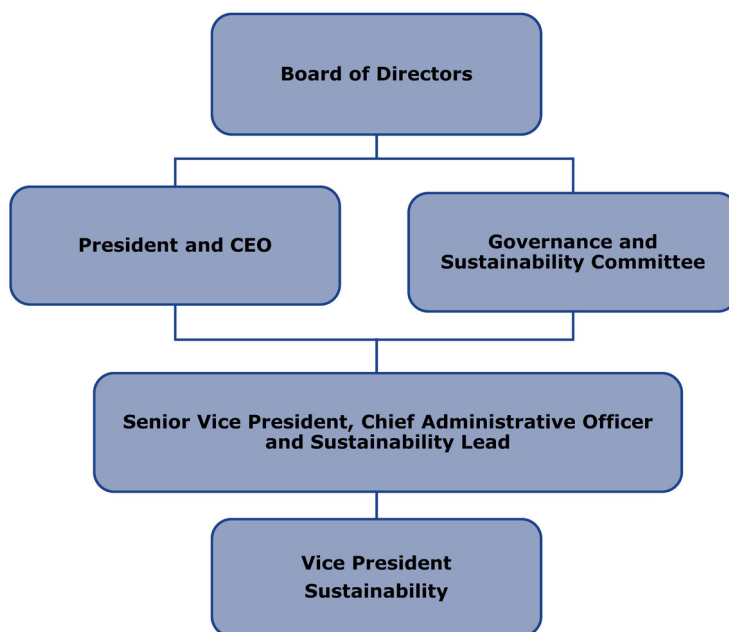 Board of Directors
President and CEO
Governance and
Sustainability Committee
Senior Vice President, Chief Administrative Officer
and Sustainability Lead
Vice President
Sustainability